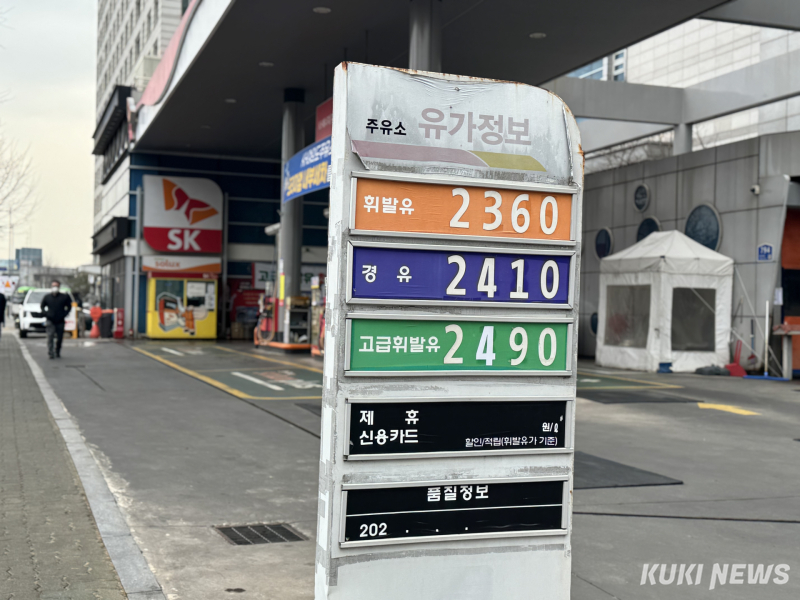 주유소 유가정보
휘발유 2360
경 유 2410
고급휘발유 2490
제 휴
신용카드
원/ℓ
할인/적립(휘발유가 기준)
품질정보
202 . . .
SK
KUKI NEWS